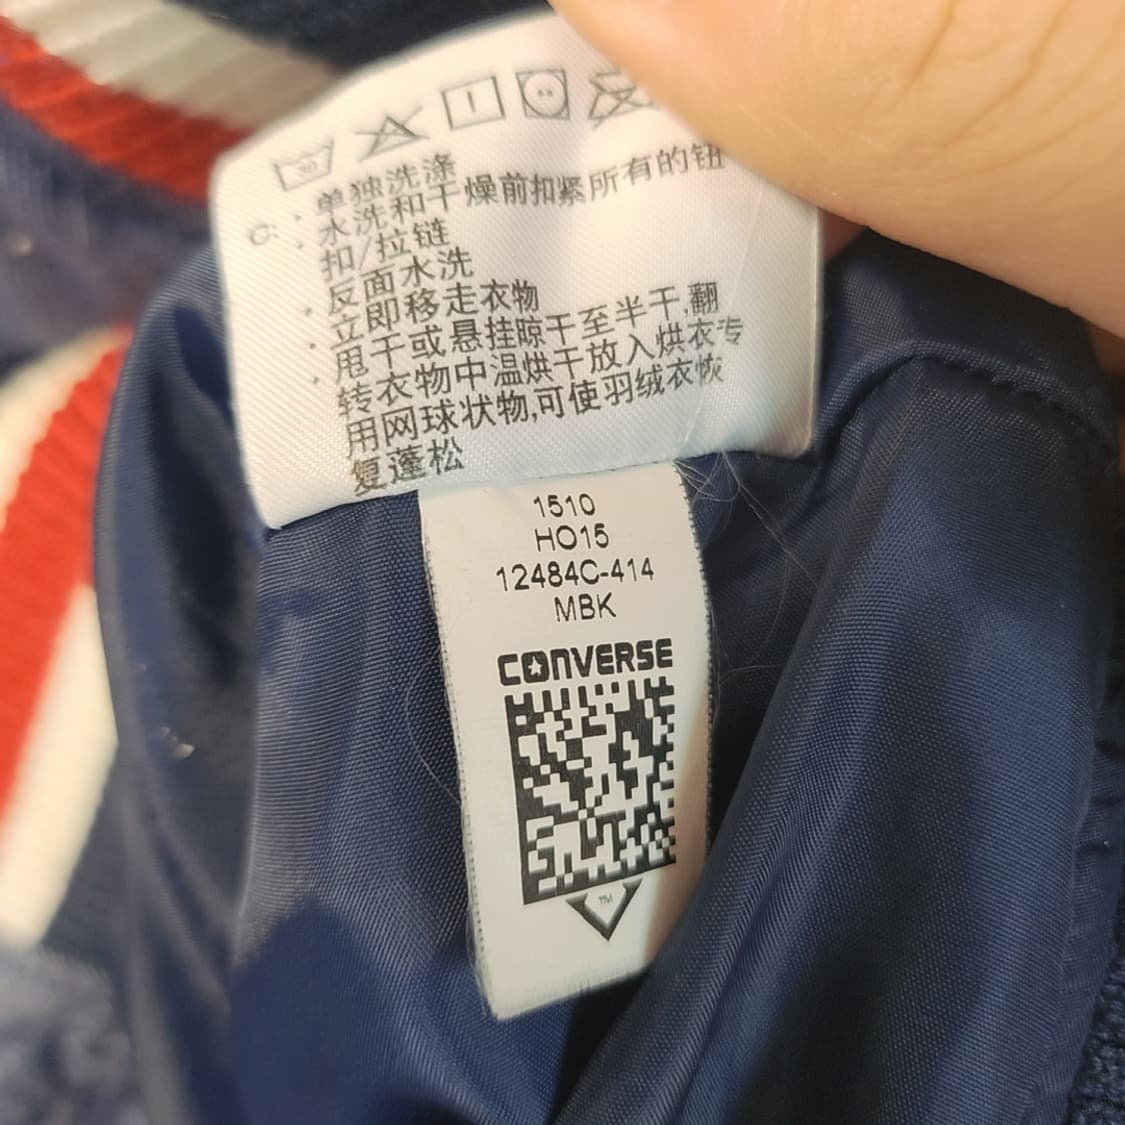 C:
· 单独洗涤
· 水洗和干燥前扣紧所有的钮
扣/拉链
· 反面水洗
· 立即移走衣物
· 甩干或悬挂晾干至半干,翻
转衣物中温烘干放入烘衣专
用网球状物,可使羽绒衣恢
复蓬松
1510
HO15
12484C-414
MBK
CONVERSE
TM